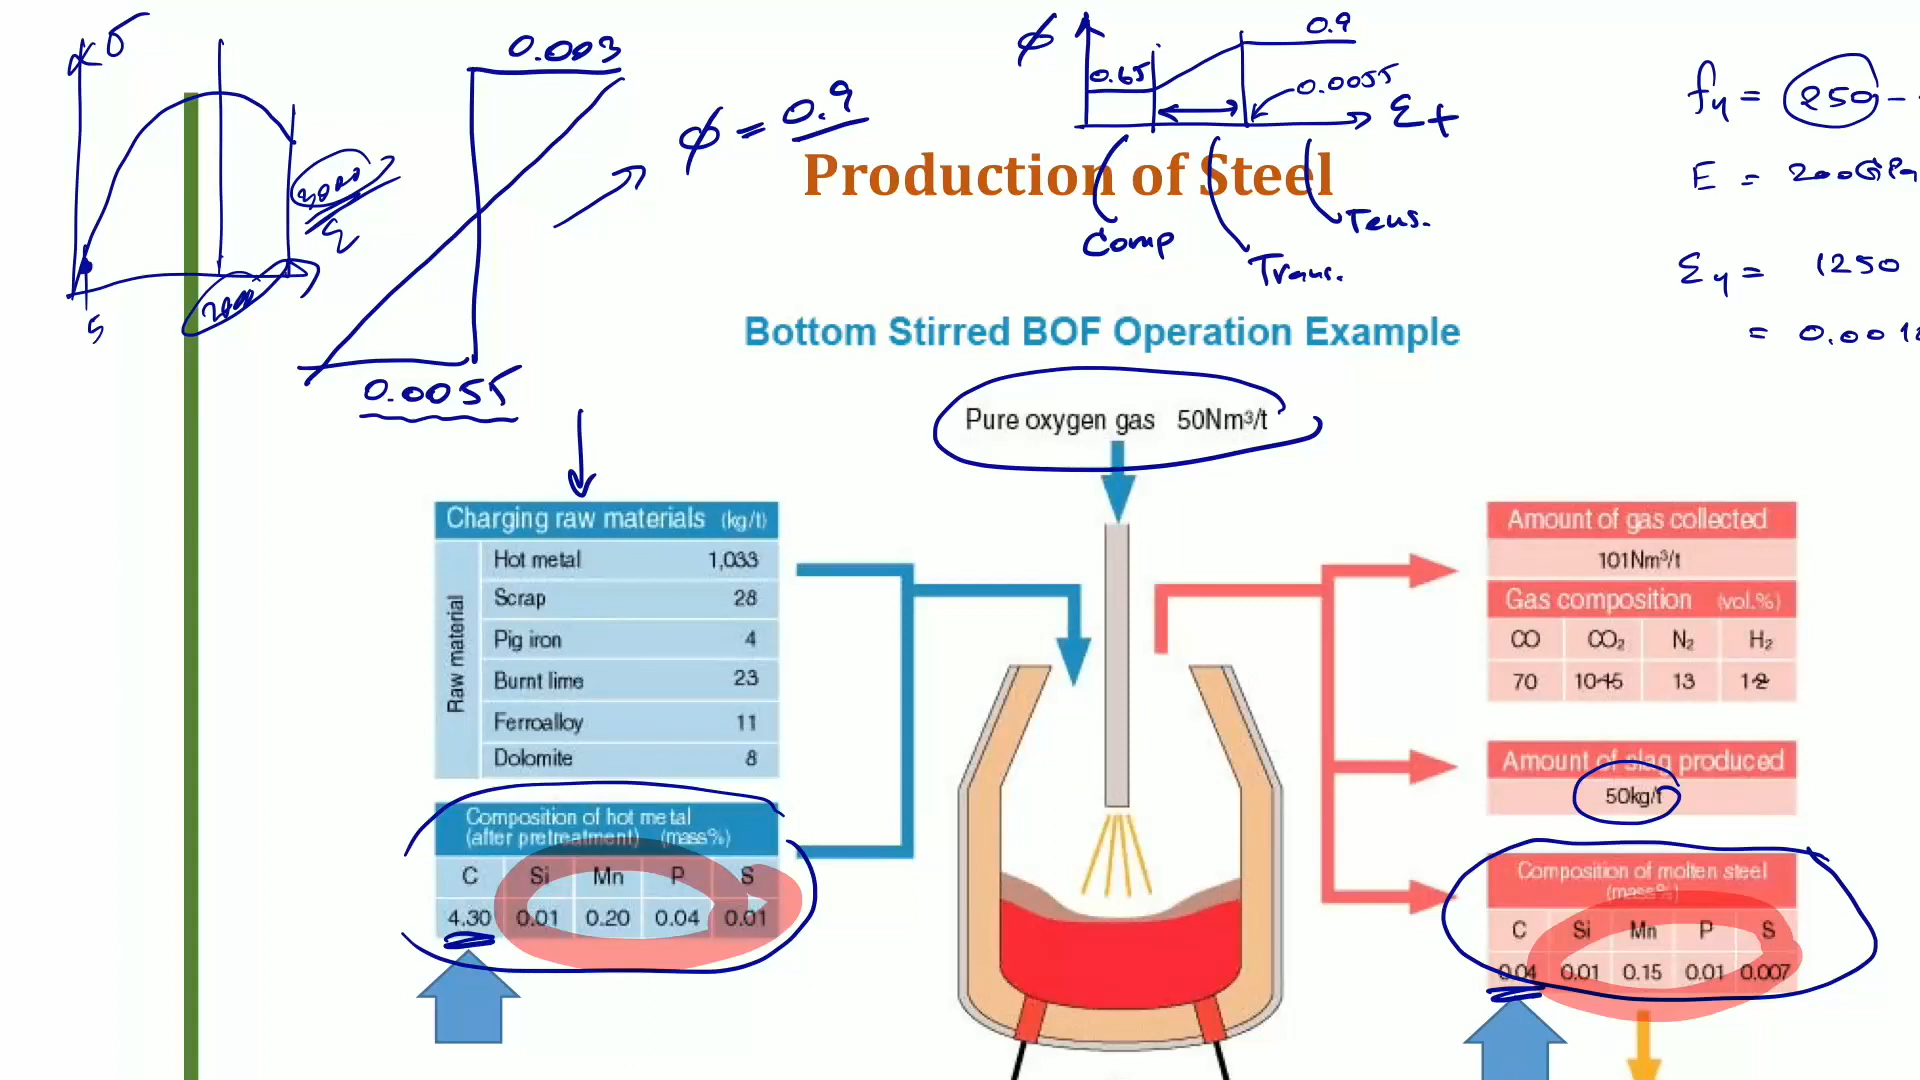 σ
0.003
ϕ = 0.9
ϕ
0.65
0.9
0.0055
Comp
Trans.
Tens.
fy = 250 -
E = 200GPa
εy = 1250
= 0.001
5
2000
3000
ε
0.0055
Production of Steel
Bottom Stirred BOF Operation Example
Pure oxygen gas 50Nm³/t
Charging raw materials (kg/t)
Raw material
Hot metal 1,033
Scrap 28
Pig iron 4
Burnt lime 23
Ferroalloy 11
Dolomite 8
Composition of hot metal
(after pretreatment) (mass%)
C Si Mn P S
4.30 0.01 0.20 0.04 0.01
Amount of gas collected
101Nm³/t
Gas composition (vol.%)
CO CO₂ N₂ H₂
70 10-15 13 1-2
Amount of slag produced
50kg/t
Composition of molten steel
(mass%)
C Si Mn P S
0.04 0.01 0.15 0.01 0.007